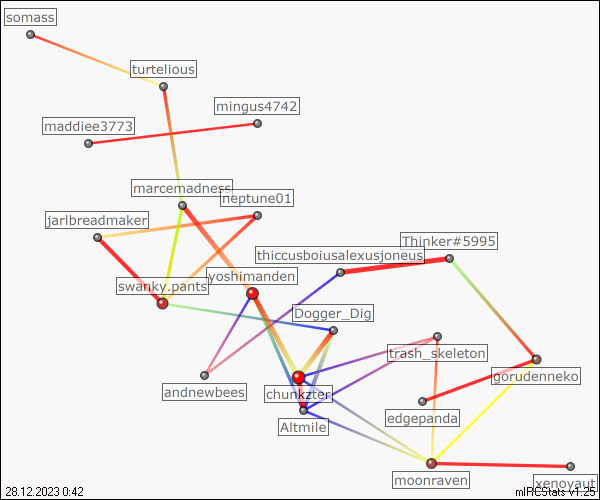 somass
turtelious
mingus4742
maddiee3773
marcemadness
neptune01
jarlbreadmaker
Thinker#5995
thiccusboiusalexusjoneus
yoshimanden
swanky.pants
Dogger_Dig
trash_skeleton
gorudenneko
andnewbees
chunkzter
edgepanda
Altmile
moonraven
xenovaut
28.12.2023 0:42
mIRCStats v1.25